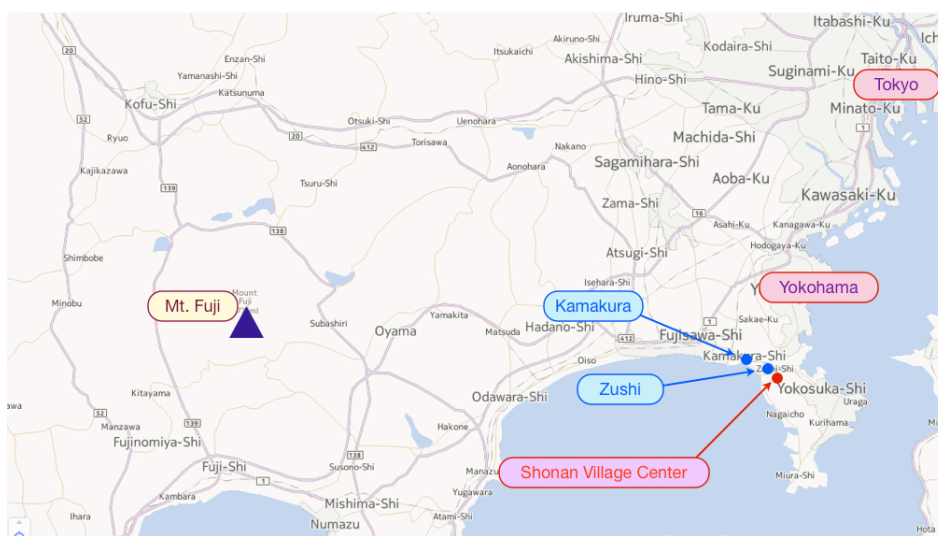 Iruma-Shi
Itabashi-Ku
Akiruno-Shi
Itsukaichi
Akishima-Shi
Kodaira-Shi
Taito-Ku
20
Enzan-Shi
Yamanashi-Shi
Katsunuma
Hino-Shi
Suginami-Ku
Tokyo
Kofu-Shi
Tama-Ku
Minato-Ku
52
Ryuo
Otsuki-Shi
Uenohara
20
412
Torisawa
Nakano
Machida-Shi
Kajikazawa
Aonohara
Sagamihara-Shi
139
Tsuru-Shi
Aoba-Ku
Kawasaki-Ku
Zama-Shi
16
Asahi-Ku
Kanagawa-Ku
138
Hodogaya-Ku
Shimbobe
Atsugi-Shi
Isehara-Shi
Yokohama
Minobu
Mt. Fuji
Mount
Fuji
Kamakura
Subashiri
Oyama
Yamakita
Matsuda
Hadano-Shi
1
Sakae-Ku
412
Fujisawa-Shi
Oiso
Kamakura-Shi
Zushi
Yokosuka-Shi
Kitayama
Odawara-Shi
Uraga
Nagaicho
Kurihama
52
Manzawa
139
Hakone
Fujinomiya-Shi
138
Fuji-Shi
Susono-Shi
Shonan Village Center
Miura-Shi
1
Yugawara
Kambara
Mishima-Shi
Ihara
Numazu
Atami-Shi
Hota